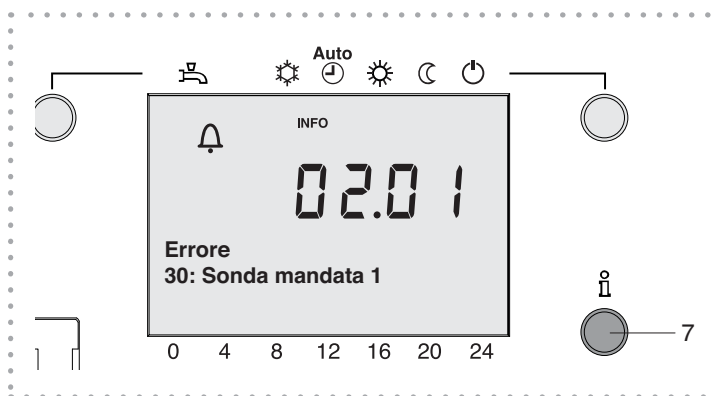 Auto
INFO
02.01
Errore
30: Sonda mandata 1
7
0 4 8 12 16 20 24